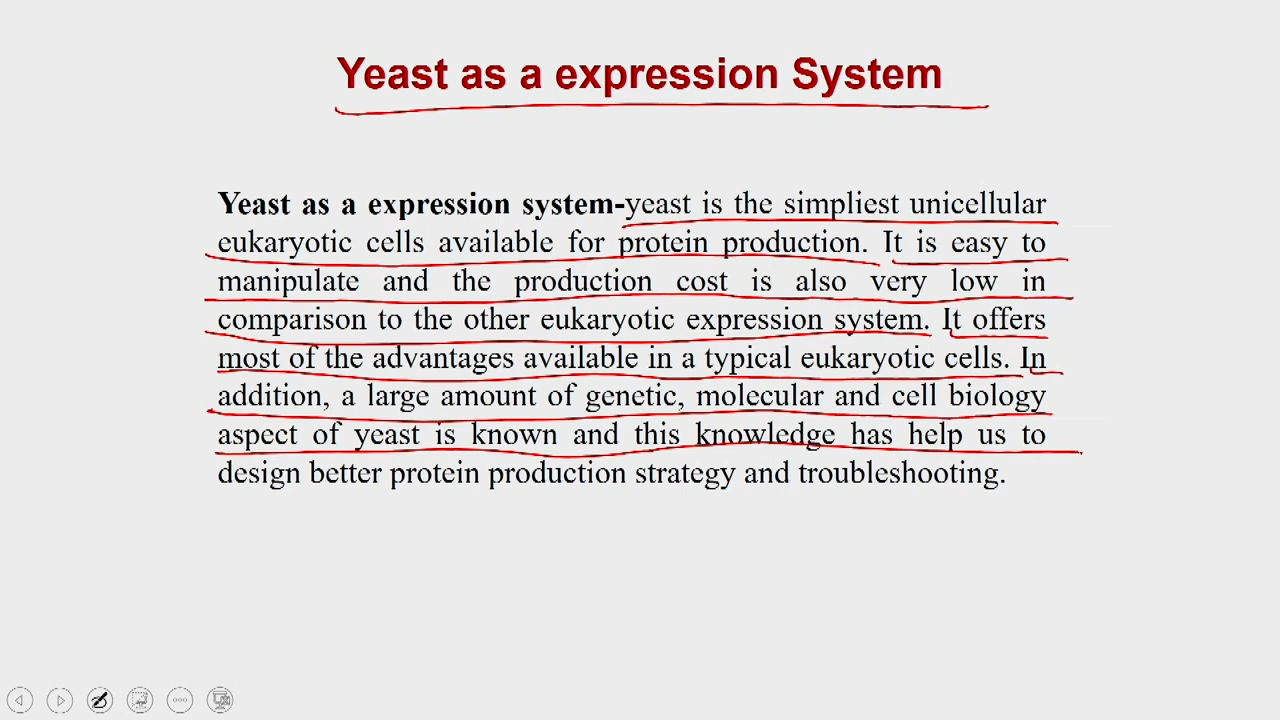 Yeast as a expression System
Yeast as a expression system-yeast is the simpliest unicellular
eukaryotic cells available for protein production. It is easy to
manipulate and the production cost is also very low in
comparison to the other eukaryotic expression system. It offers
most of the advantages available in a typical eukaryotic cells. In
addition, a large amount of genetic, molecular and cell biology
aspect of yeast is known and this knowledge has help us to
design better protein production strategy and troubleshooting.